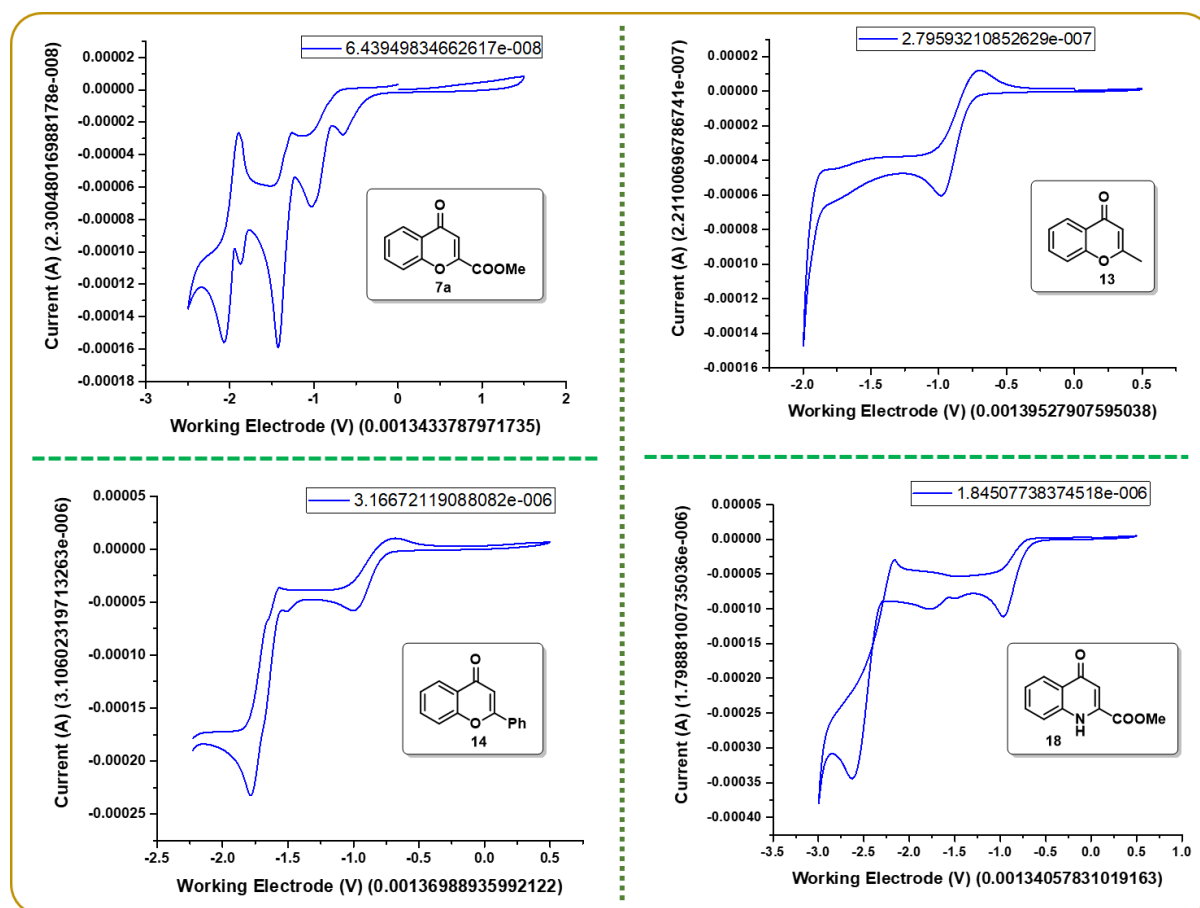 6.43949834662617e-008
Current (A) (2.30048016988178e-008)
0.00002
0.00000
-0.00002
-0.00004
-0.00006
-0.00008
-0.00010
-0.00012
-0.00014
-0.00016
-0.00018
O
O
COOMe
7a
-3
-2
-1
0
1
2
Working Electrode (V) (0.0013433787971735)
2.79593210852629e-007
Current (A) (2.21100696786741e-007)
0.00002
0.00000
-0.00002
-0.00004
-0.00006
-0.00008
-0.00010
-0.00012
-0.00014
-0.00016
O
O
13
-2.0
-1.5
-1.0
-0.5
0.0
0.5
Working Electrode (V) (0.00139527907595038)
3.16672119088082e-006
Current (A) (3.10602319713263e-006)
0.00005
0.00000
-0.00005
-0.00010
-0.00015
-0.00020
-0.00025
O
O
Ph
14
-2.5
-2.0
-1.5
-1.0
-0.5
0.0
0.5
Working Electrode (V) (0.00136988935992122)
1.84507738374518e-006
Current (A) (1.79888100735036e-006)
0.00005
0.00000
-0.00005
-0.00010
-0.00015
-0.00020
-0.00025
-0.00030
-0.00035
-0.00040
O
N
H
COOMe
18
-3.5
-3.0
-2.5
-2.0
-1.5
-1.0
-0.5
0.0
0.5
1.0
Working Electrode (V) (0.00134057831019163)